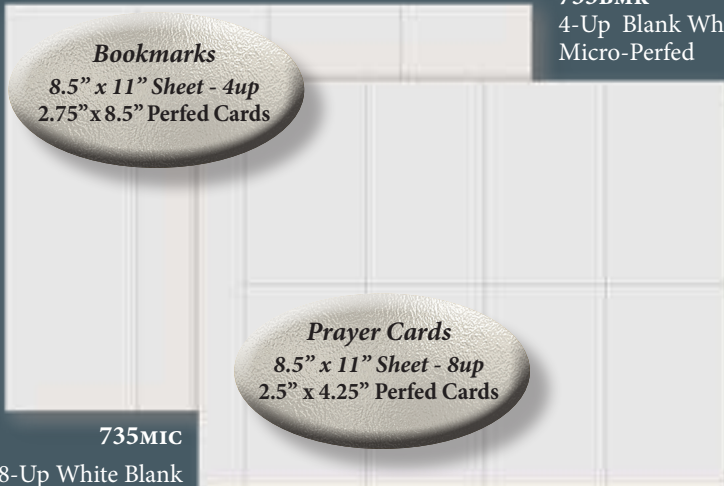 4-Up Blank
Micro-Perfed
Bookmarks
8.5” x 11” Sheet - 4up
2.75”x 8.5” Perfed Cards
Prayer Cards
8.5” x 11” Sheet - 8up
2.5” x 4.25” Perfed Cards
735MIC
8-Up White Blank